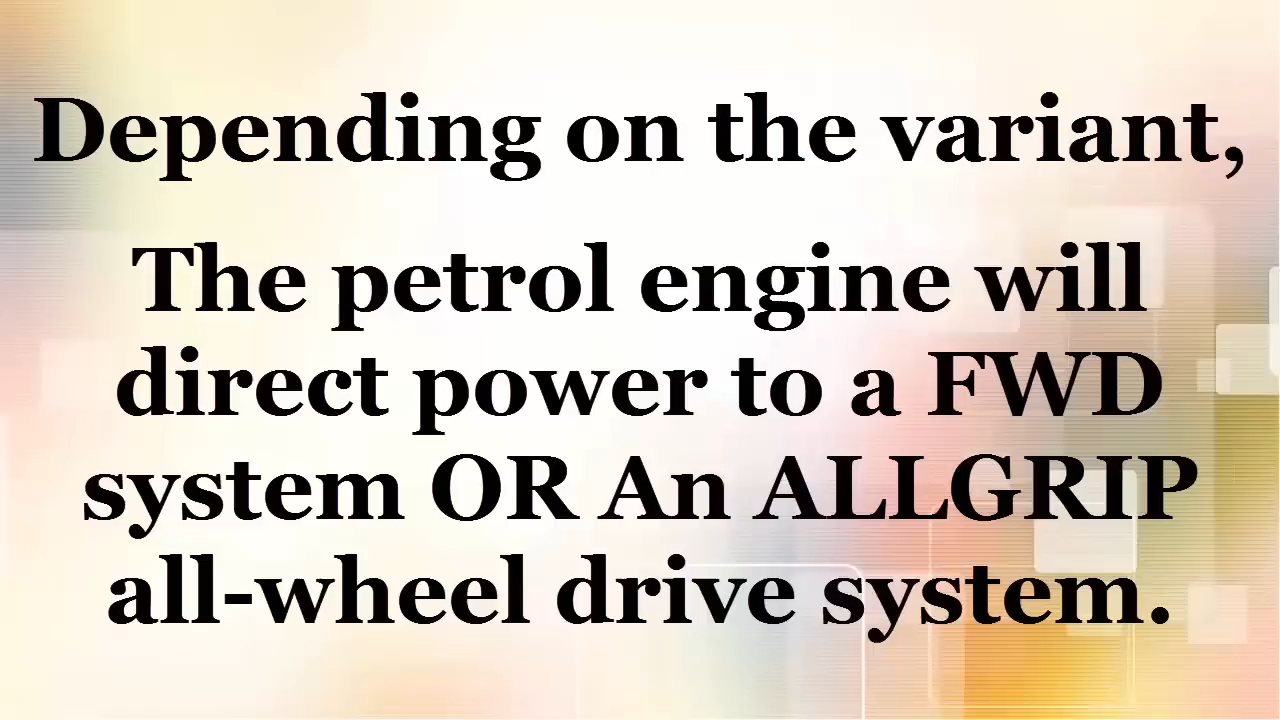 Depending on the variant,
The petrol engine will
direct power to a FWD
system OR An ALLGRIP
all-wheel drive system.